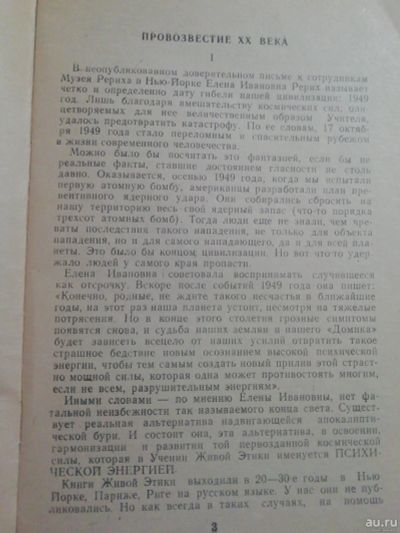 ПРОВОЗВЕСТИЕ XX ВЕКА
I
В неопубликованном доверительном письме к сотрудникам
Музея Рериха в Нью-Йорке Елена Ивановна Рерих называет
четко и определенно дату гибели нашей цивилизации: 1949
год. Лишь благодаря вмешательству космических сил, оли-
цетворяемых для нее величественным образом Учителя,
удалось предотвратить катастрофу. По ее словам, 17 октяб-
ря 1949 года стало переломным и спасительным рубежом
в жизни современного человечества.
Можно было бы посчитать это фантазией, если бы не
реальные факты, ставшие достоянием гласности не столь
давно. Оказывается, осенью 1949 года, когда мы испытали
первую атомную бомбу, американцы разработали план пре-
вентивного ядерного удара. Они собирались сбросить на
нашу территорию весь свой ядерный запас (что-то порядка
трехсот атомных бомб). Тогда люди еще не знали, чем чре-
ваты последствия такого нападения, не только для объекта
нападения, но и для самого нападающего, да и для всей пла-
неты. Это было бы концом цивилизации. Но вот что-то удер-
жало людей у самого края пропасти.
Елена Ивановна советовала воспринимать случившееся
как отсрочку. Вскоре после событий 1949 года она пишет:
«Конечно, родные, не ждите такого несчастья в ближайшие
годы, на этот раз наша планета устоит, несмотря на тяжелые
потрясения. Но в конце этого столетия грозные симптомы
появятся снова, и судьба наших земляи и нашего «Домика»
будет зависеть всецело от наших усилий отвратить такое
страшное бедствие новым осознанием высокой психической
энергии, чтобы тем самым создать новый прилив этой страст-
но мощной силы, которая одна может противостоять многим,
если не всем, разрушительным энергиям».
Иными словами — по мнению Елены Ивановны, нет фа-
тальной неизбежности так называемого конца света. Сущест-
вует реальная альтернатива надвигающейся апокалип-
тической бури. И состоит она, эта альтернатива, в освоении,
гармонизации и развитии той первозданной космической
силы, которая в Учении Живой Этики именуется ПСИХИ-
ЧЕСКОЙ ЭНЕРГИЕЙ.
Книги Живой Этики выходили в 20—30-е годы в Нью
Йорке, Париже, Риге на русском языке. У нас они не пуб-
ликовались. Но как всегда в таких случаях, на помощь
3
au.ru